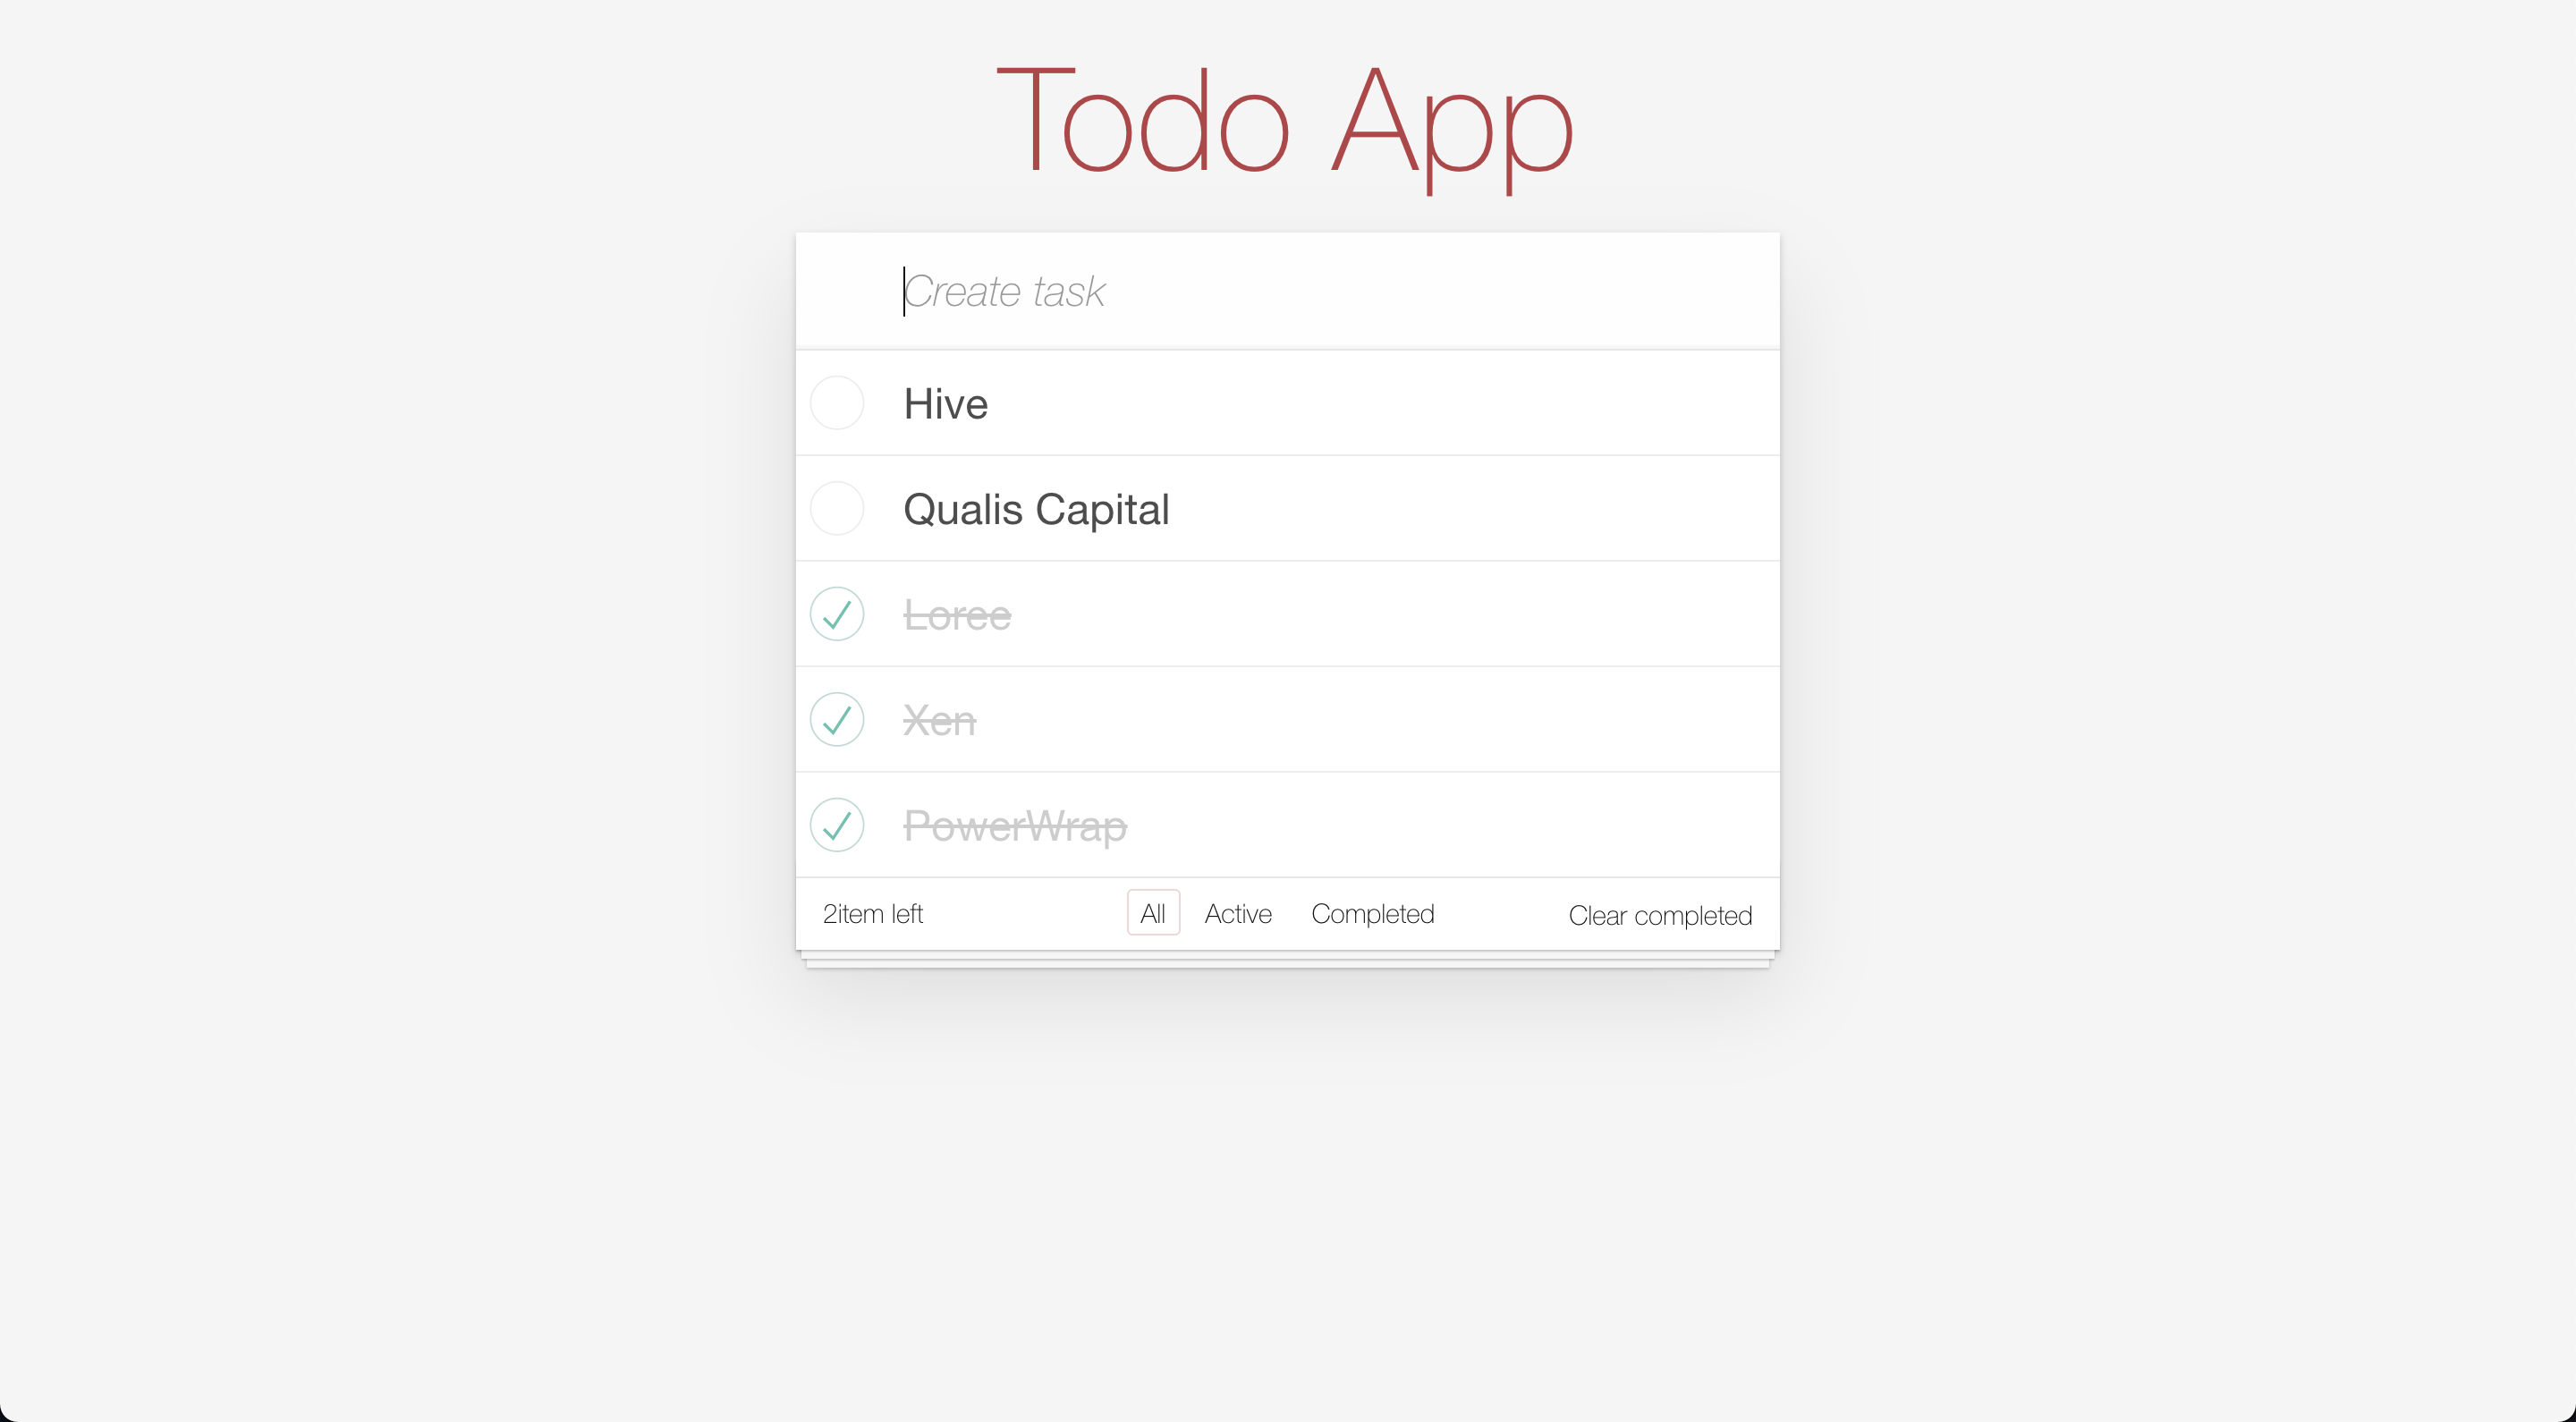 Todo App
Create task
Hive
Qualis Capital
Loree
Xen
PowerWrap
2item left All Active Completed Clear completed